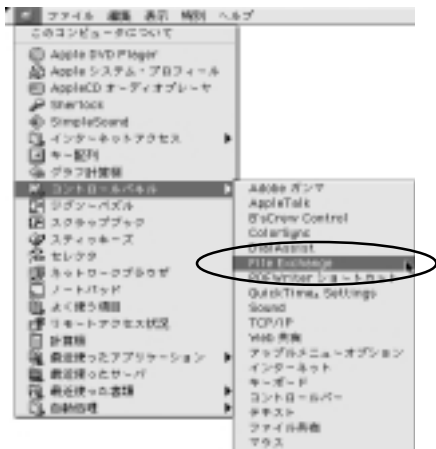 ファイル 編集 表示 特別 ヘルプ
このコンピュータについて
Apple DVD Player
Apple システム・プロフィール
AppleCD オーディオプレーヤ
Sherlock
SimpleSound
インターネットアクセス
キー配列
グラフ計算機
コントロールパネル
ジグソーパズル
スクラップブック
スティッキーズ
セレクタ
ネットワークブラウザ
ノートパッド
よく使う項目
リモートアクセス状況
計算機
最近使ったアプリケーション
最近使ったサーバ
最近使った書類
自動処理
Adobe ガンマ
AppleTalk
B'sCrew Control
ColorSync
DialAssist
File Exchange
PDFWriter ショートカット
QuickTime™ Settings
Sound
TCP/IP
Web 共有
アップルメニューオプション
インターネット
キーボード
コントロールバー
テキスト
ファイル共有
マウス